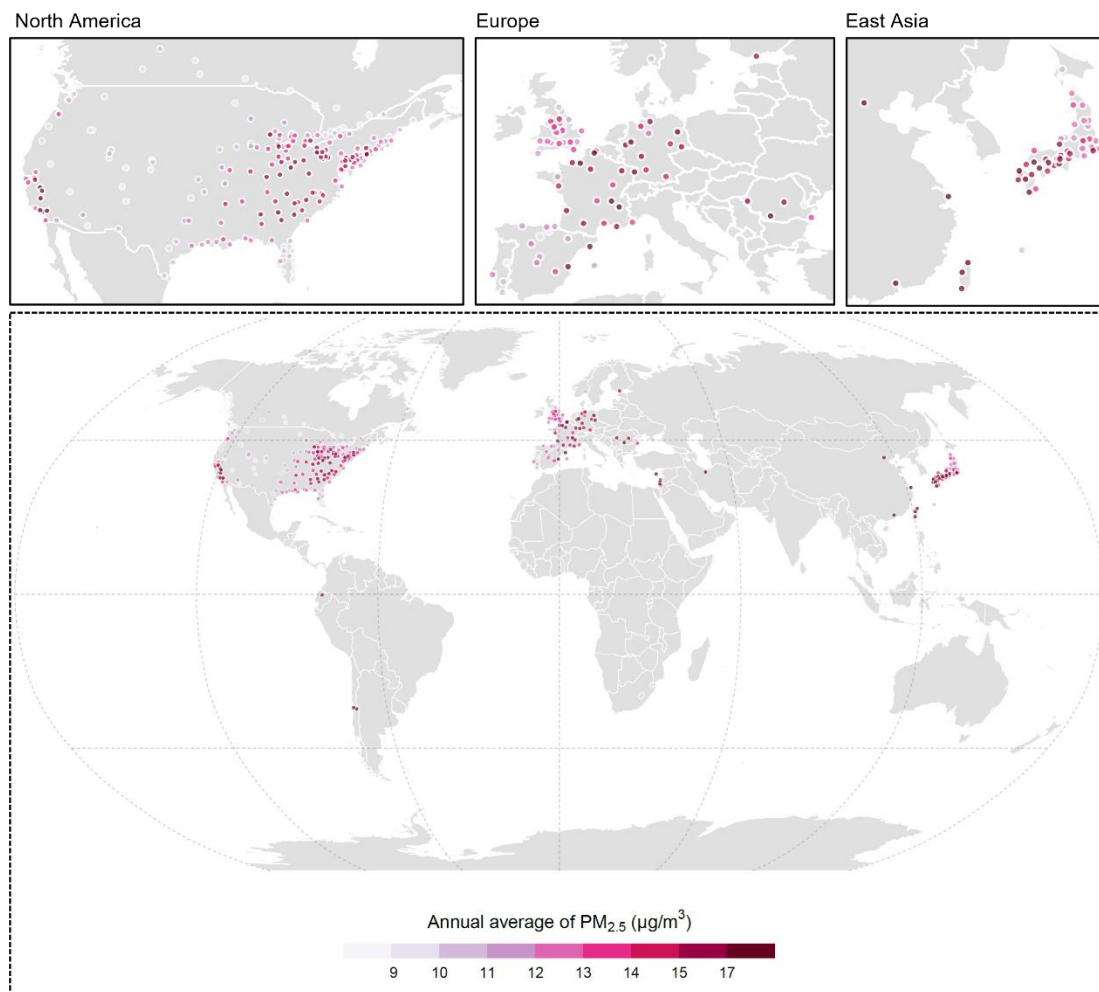 North America
Europe
East Asia
Annual average of PM2.5 (µg/m³)
9 10 11 12 13 14 15 17